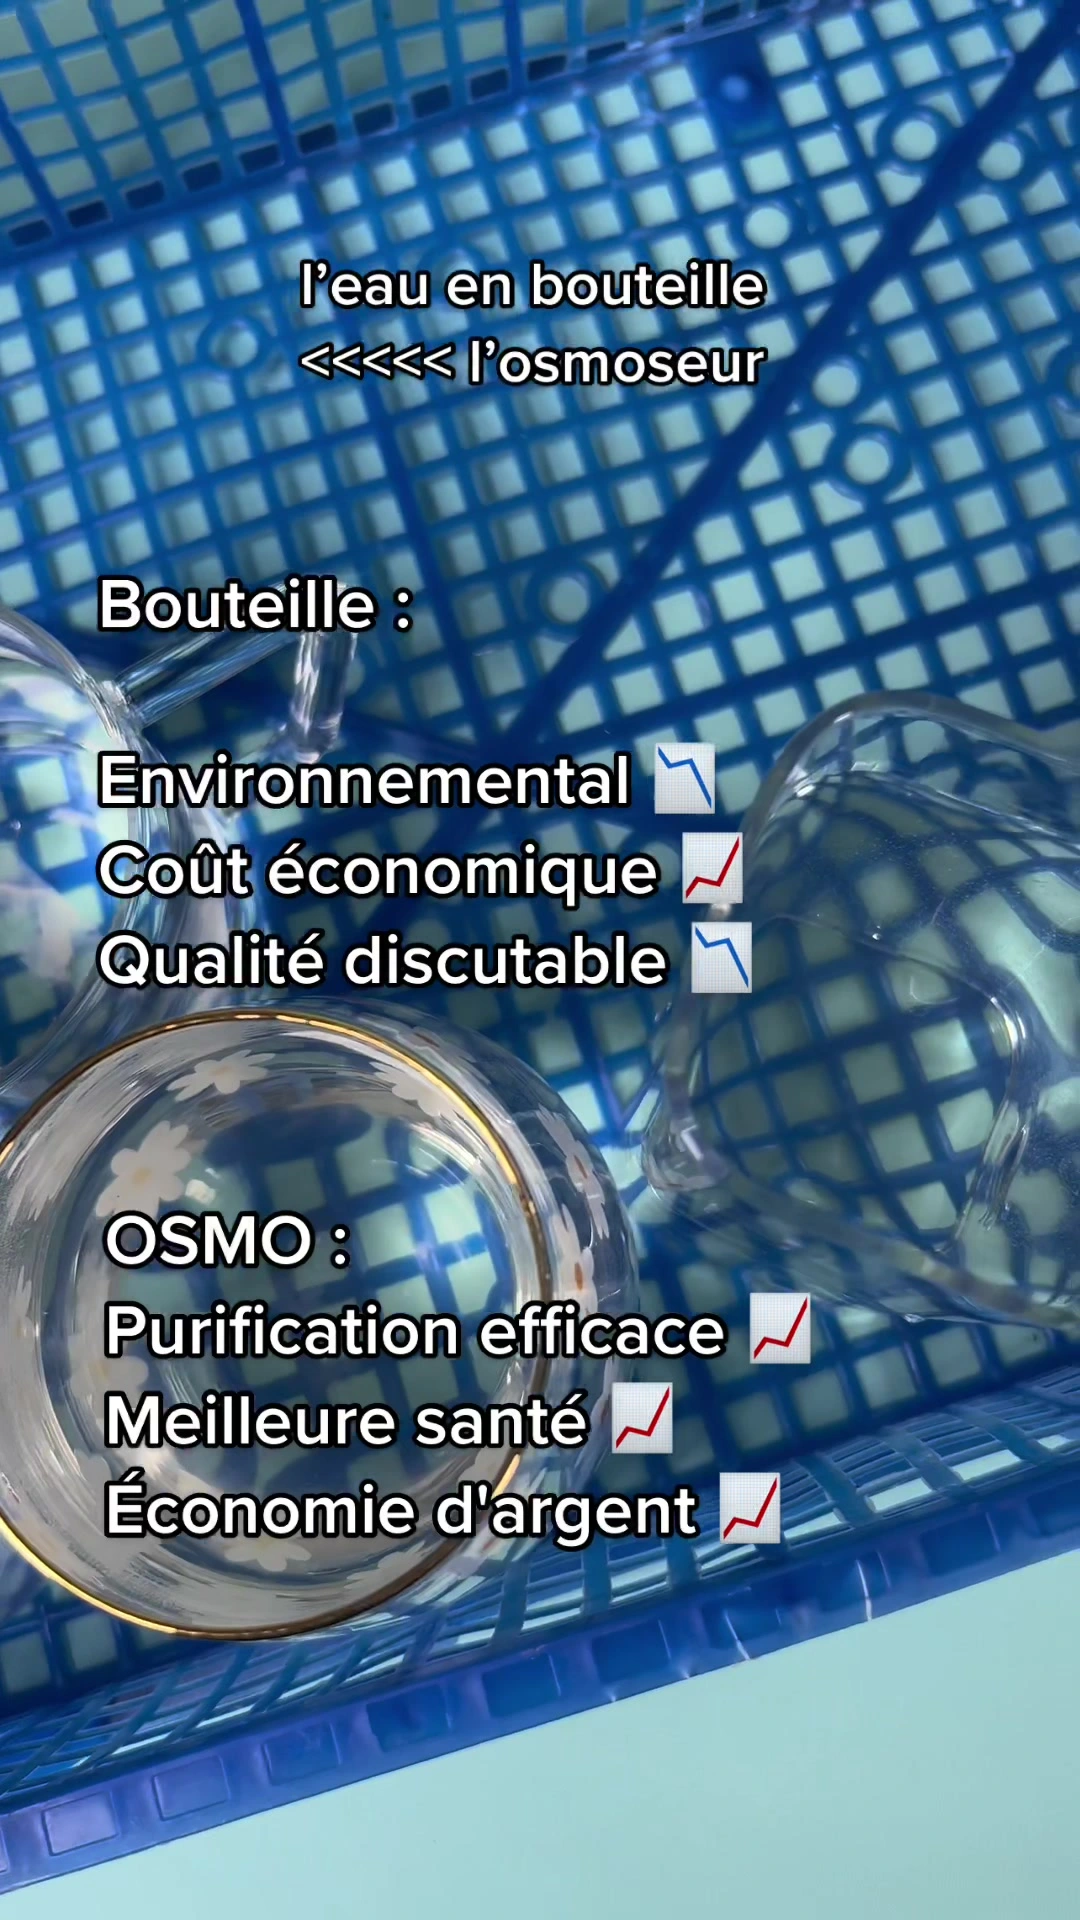 l’eau en bouteille
<<<<< l’osmoseur
Bouteille :
Environnemental 📉
Coût économique 📈
Qualité discutable 📉
OSMO :
Purification efficace 📈
Meilleure santé 📈
Économie d'argent 📈